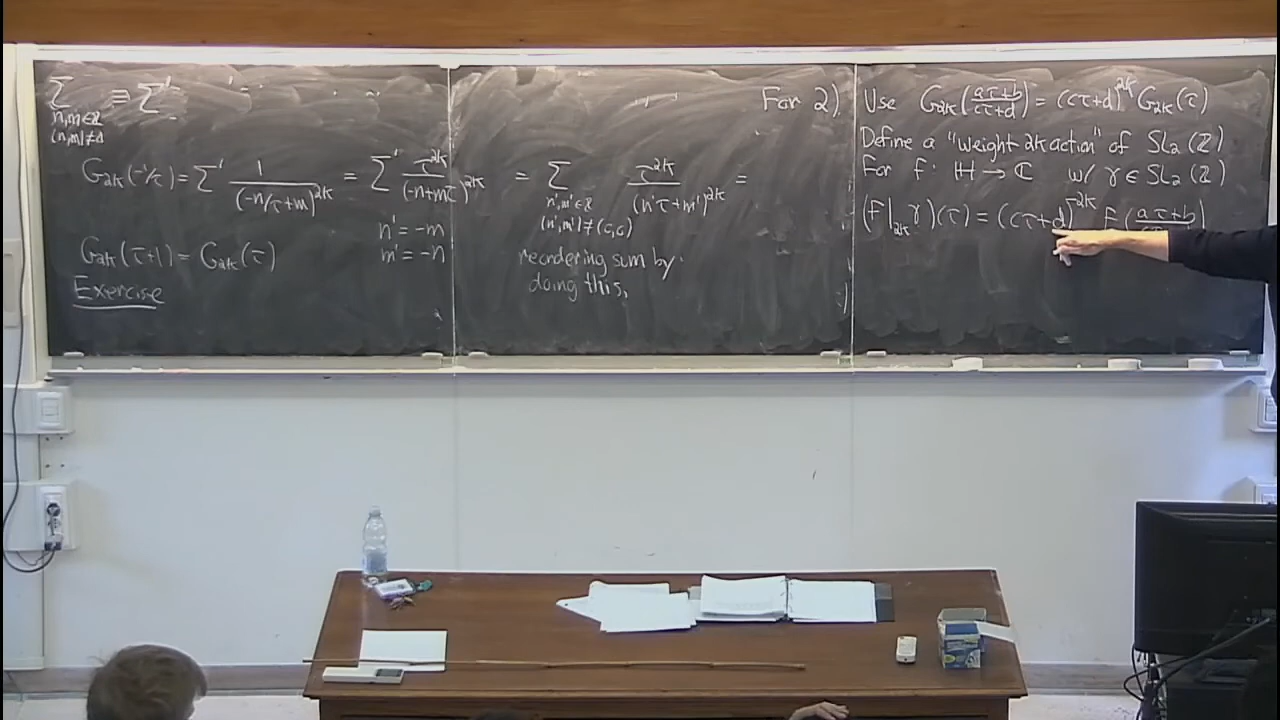 ∑ = ∑'
n,m∈ℤ
(n,m)≠
G₂ₖ(-1/τ) = ∑' 1/(-n/τ+m)^2k = ∑' τ^2k/(-n+mτ)^2k
n' = -m
m' = -n
G₂ₖ(τ+1) = G₂ₖ(τ)
Exercise
= ∑ τ^2k/(n'τ+m')^2k =
n',m'∈ℤ
(n',m')≠(0,0)
reordering sum by
doing this,
For 2)
Use G₂ₖ(aτ+b/cτ+d) = (cτ+d)^2k G₂ₖ(τ)
Define a "weight 2k action" of SL₂(ℤ)
For f: ℍ → ℂ w/ γ∈SL₂(ℤ)
(f|₂ₖγ)(τ) = (cτ+d)^-2k f(aτ+b